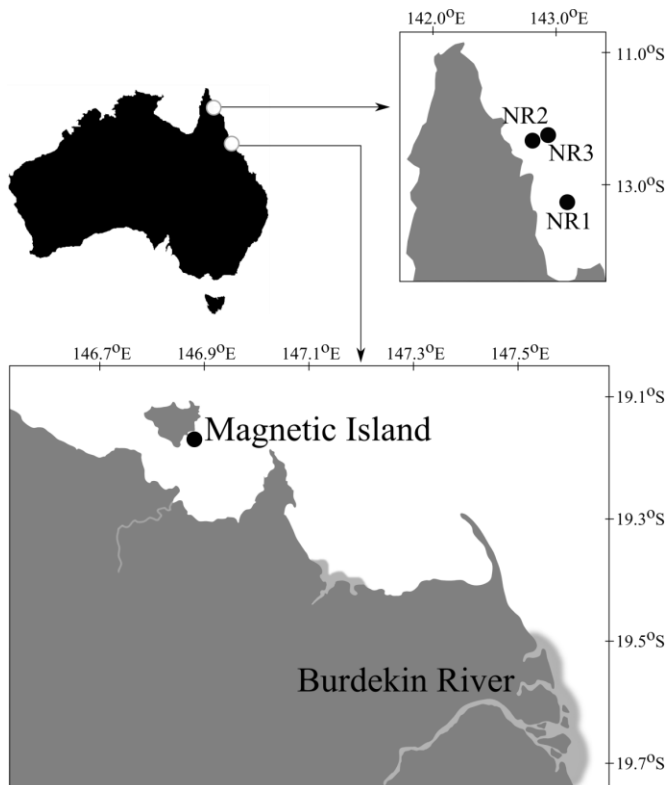 142.0°E 143.0°E
11.0°S
NR2
NR3
13.0°S
NR1
146.7°E 146.9°E 147.1°E 147.3°E 147.5°E
19.1°S
Magnetic Island
19.3°S
19.5°S
Burdekin River
19.7°S